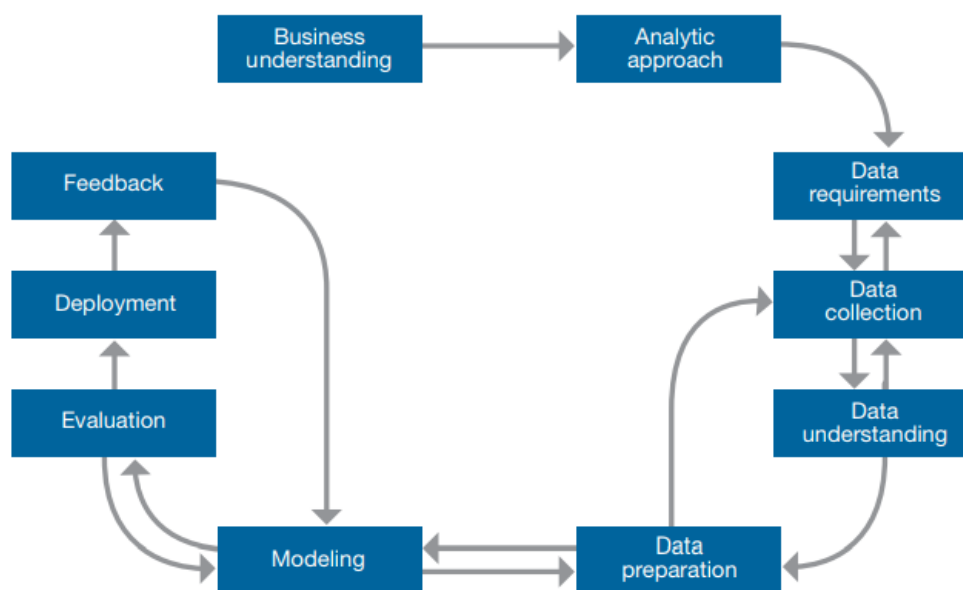 Business
understanding
Analytic
approach
Feedback
Data
requirements
Deployment
Data
collection
Evaluation
Data
understanding
Modeling
Data
preparation